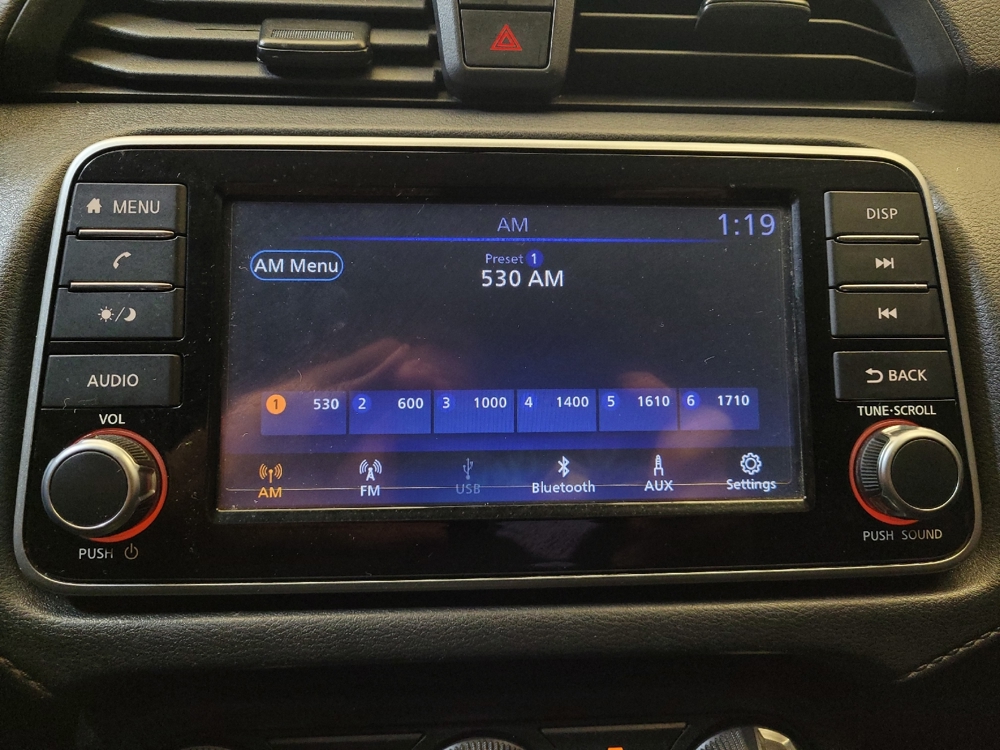 MENU
AUDIO
VOL
PUSH
AM
1:19
AM Menu
Preset 1
530 AM
1 530
2 600
3 1000
4 1400
5 1610
6 1710
AM
FM
USB
Bluetooth
AUX
Settings
DISP
BACK
TUNE·SCROLL
PUSH SOUND